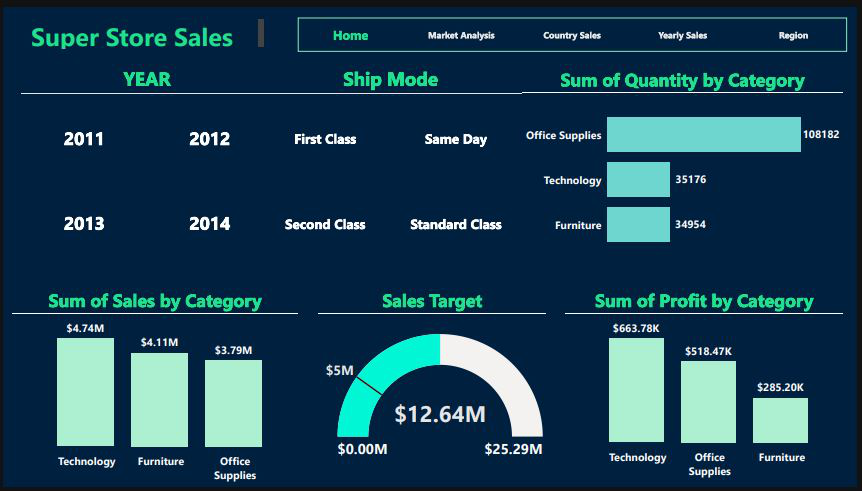 Super Store Sales
Home Market Analysis Country Sales Yearly Sales Region
YEAR
2011 2012
2013 2014
Ship Mode
First Class Same Day
Second Class Standard Class
Sum of Quantity by Category
Office Supplies 108182
Technology 35176
Furniture 34954
Sum of Sales by Category
$4.74M
$4.11M
$3.79M
Technology Furniture Office
Supplies
Sales Target
$5M
$12.64M
$0.00M $25.29M
Sum of Profit by Category
$663.78K
$518.47K
$285.20K
Technology Office Furniture
Supplies